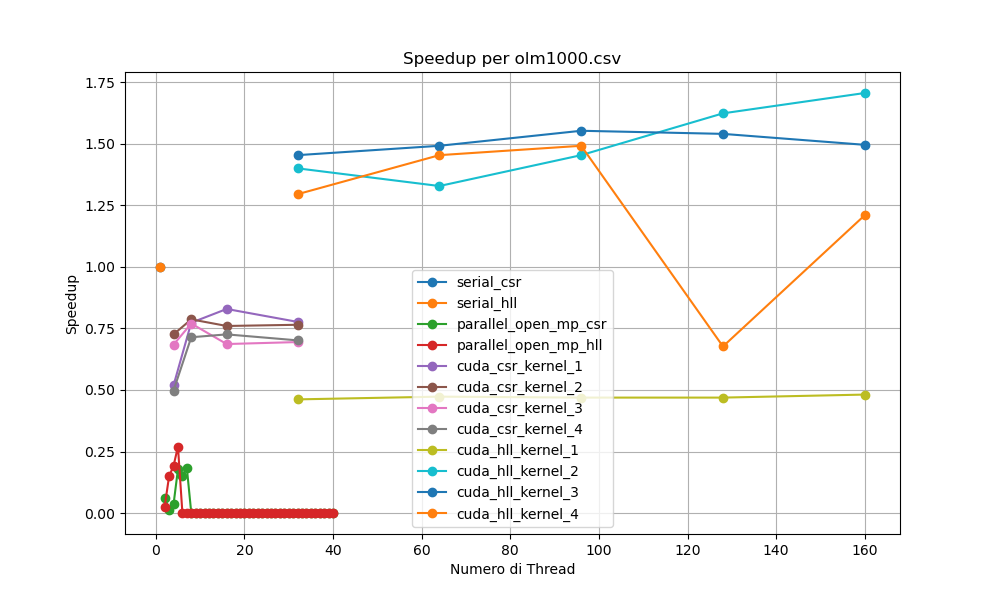 Speedup per olm1000.csv
Speedup
1.75
1.50
1.25
1.00
0.75
0.50
0.25
0.00
serial_csr
serial_hll
parallel_open_mp_csr
parallel_open_mp_hll
cuda_csr_kernel_1
cuda_csr_kernel_2
cuda_csr_kernel_3
cuda_csr_kernel_4
cuda_hll_kernel_1
cuda_hll_kernel_2
cuda_hll_kernel_3
cuda_hll_kernel_4
0 20 40 60 80 100 120 140 160
Numero di Thread